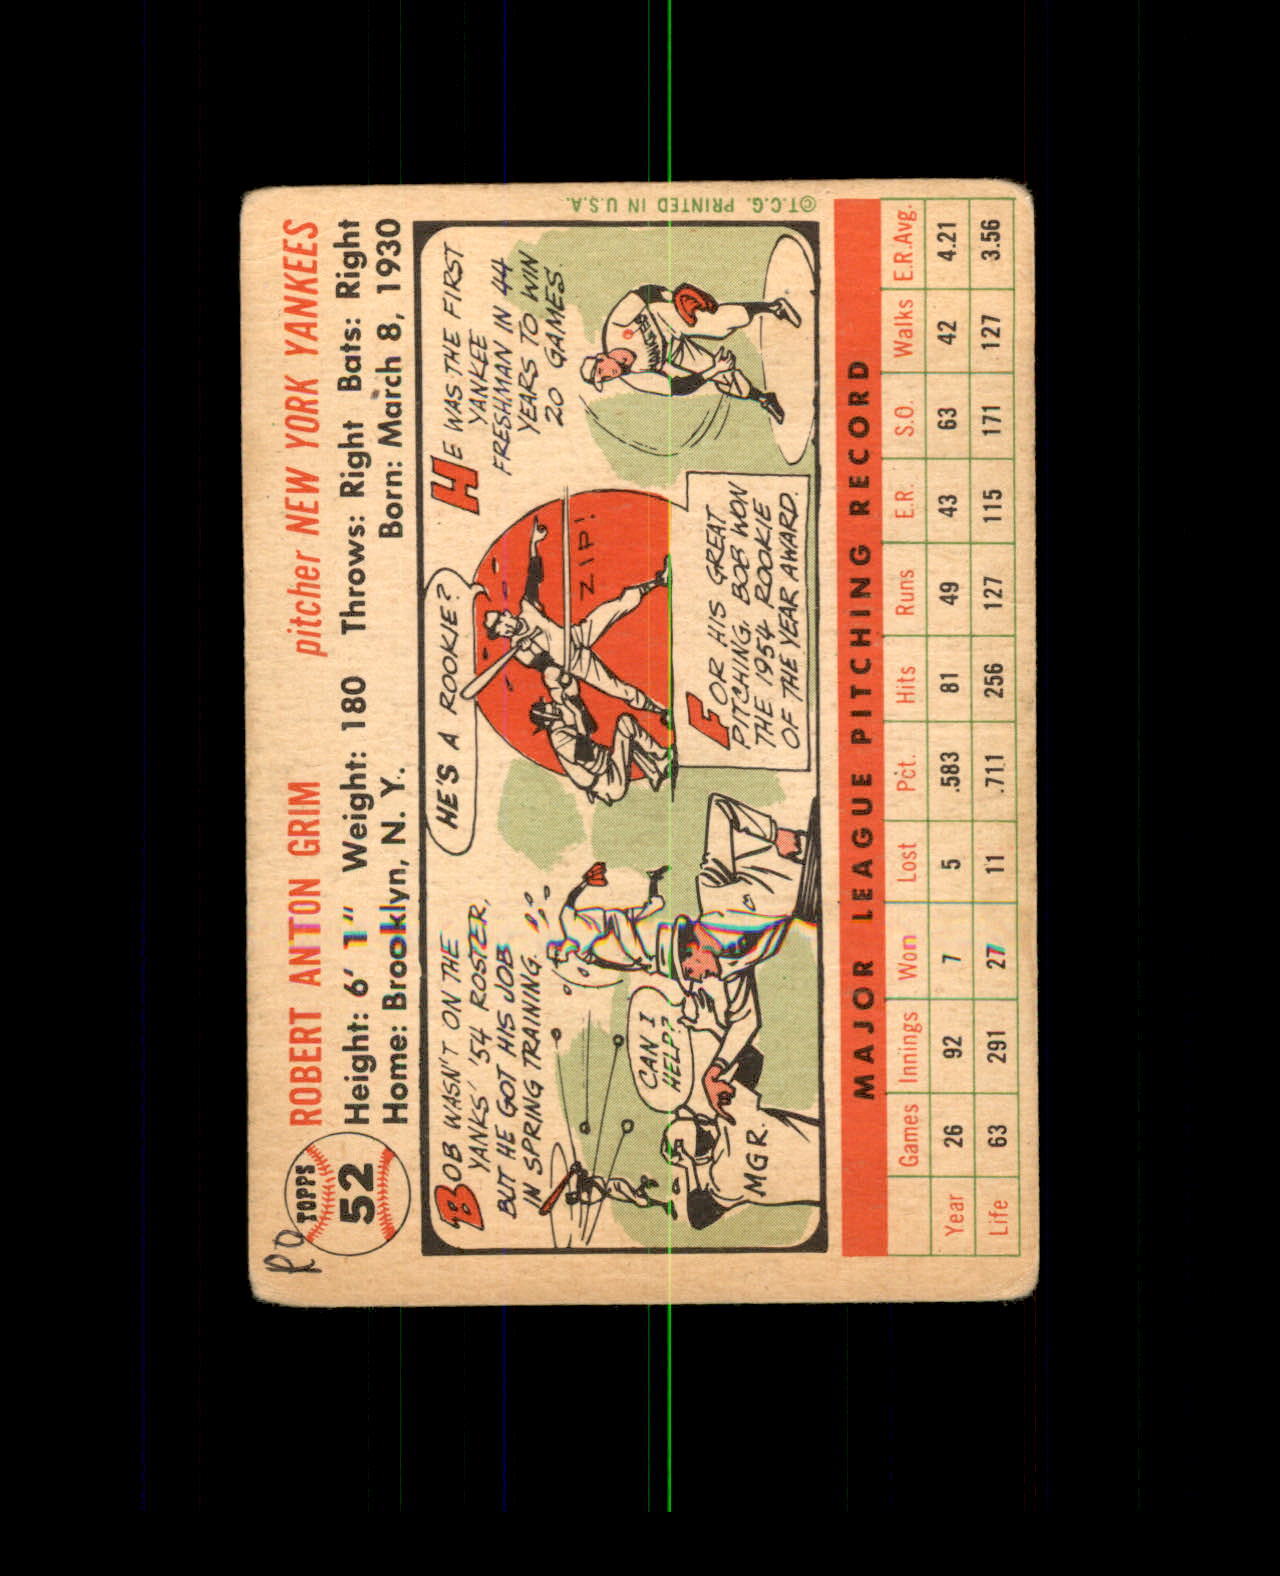 RO
TOPPS
52
ROBERT ANTON GRIM pitcher NEW YORK YANKEES
Height: 6' 1" Weight: 180 Throws: Right Bats: Right
Home: Brooklyn, N. Y. Born: March 8, 1930
BOB WASN'T ON THE
YANKS' '54 ROSTER,
BUT HE GOT HIS JOB
IN SPRING TRAINING.
CAN I
HELP?
MGR.
HE'S A ROOKIE?
ZIP!
FOR HIS GREAT
PITCHING, BOB WON
THE 1954 ROOKIE
OF THE YEAR AWARD.
HE WAS THE FIRST
YANKEE
FRESHMAN IN 44
YEARS TO WIN
20 GAMES.
©T.C.G. PRINTED IN U.S.A.
MAJOR LEAGUE PITCHING RECORD
Games Innings Won Lost Pct. Hits Runs E.R. S.O. Walks E.R.Avg.
Year 26 92 7 5 .583 81 49 43 63 42 4.21
Life 63 291 27 11 .711 256 127 115 171 127 3.56